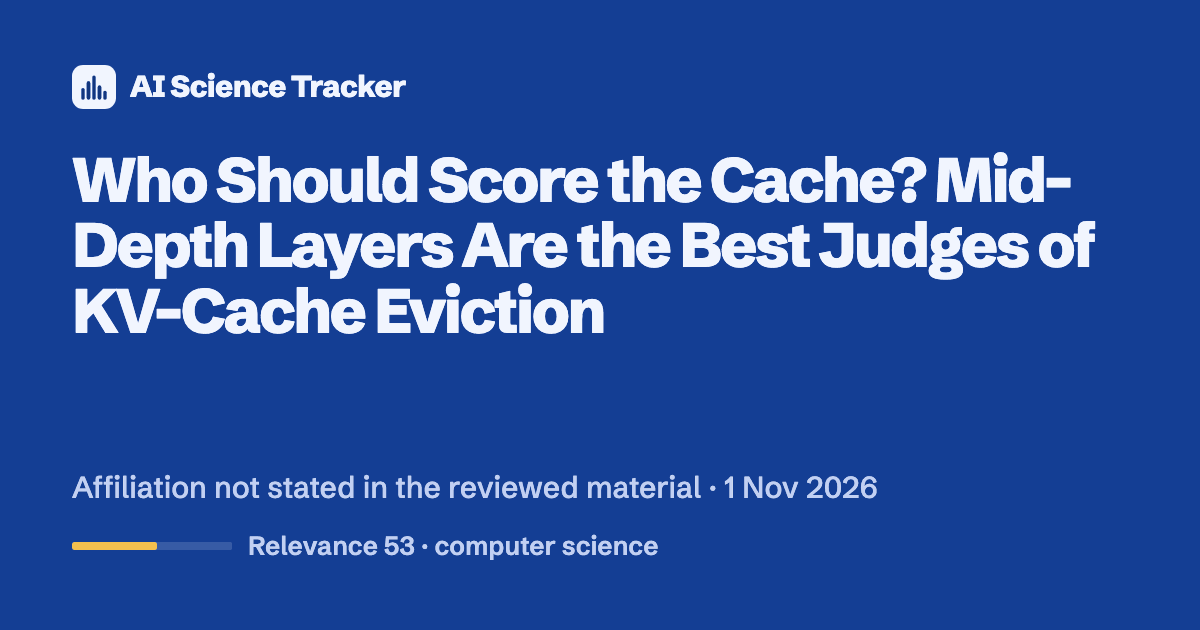 AI Science Tracker
Who Should Score the Cache? Mid-
Depth Layers Are the Best Judges of
KV-Cache Eviction
Affiliation not stated in the reviewed material · 1 Nov 2026
Relevance 53 · computer science